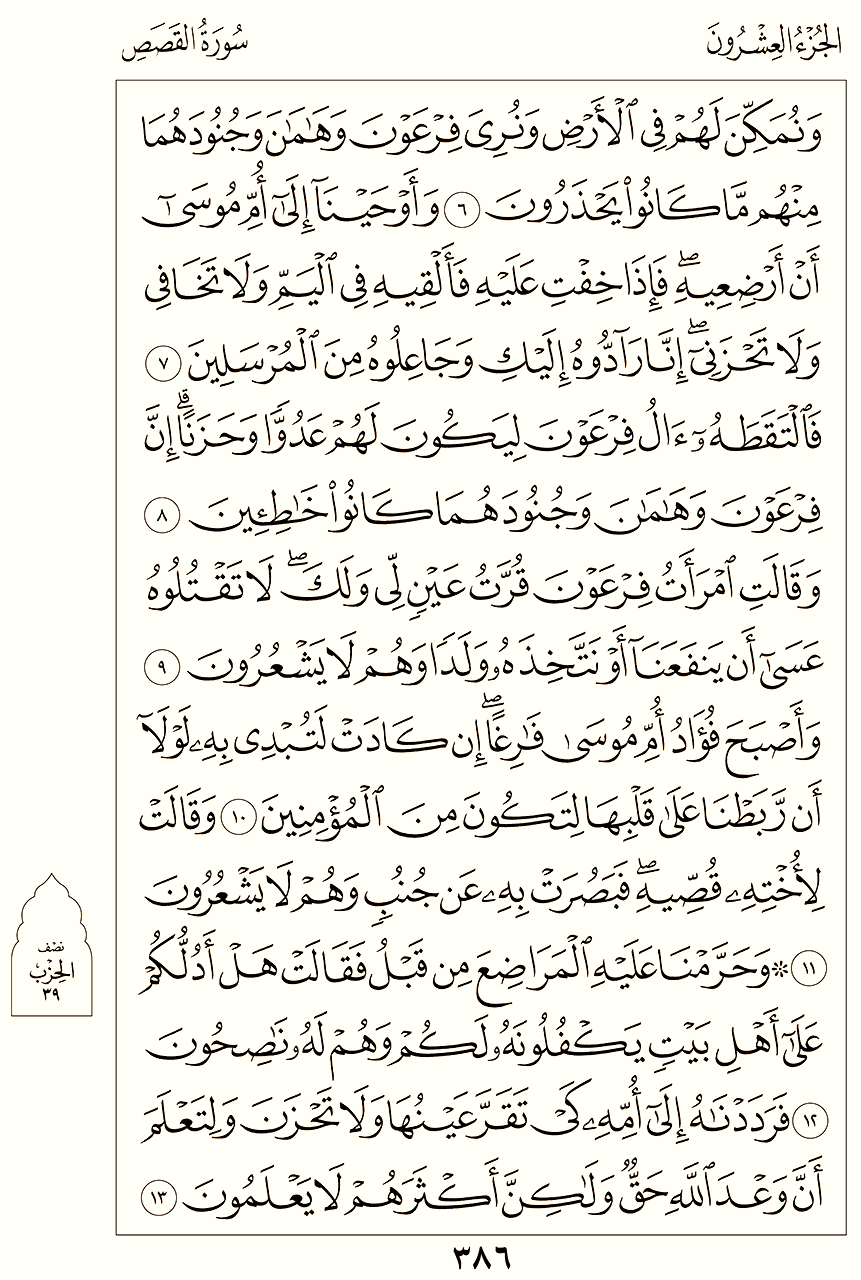 الجُزْءُ العِشْرُونَ
سُورَةُ القَصَصِ
وَنُمَكِّنَ لَهُمْ فِي ٱلْأَرْضِ وَنُرِيَ فِرْعَوْنَ وَهَٰمَٰنَ وَجُنُودَهُمَا
مِنْهُم مَّا كَانُوا۟ يَحْذَرُونَ ٦ وَأَوْحَيْنَآ إِلَىٰٓ أُمِّ مُوسَىٰٓ
أَنْ أَرْضِعِيهِ ۖ فَإِذَا خِفْتِ عَلَيْهِ فَأَلْقِيهِ فِي ٱلْيَمِّ وَلَا تَخَافِي
وَلَا تَحْزَنِىٓ ۖ إِنَّا رَآدُّوهُ إِلَيْكِ وَجَاعِلُوهُ مِنَ ٱلْمُرْسَلِينَ ٧
فَٱلْتَقَطَهُۥٓ ءَالُ فِرْعَوْنَ لِيَكُونَ لَهُمْ عَدُوًّا وَحَزَنًا ۗ إِنَّ
فِرْعَوْنَ وَهَٰمَٰنَ وَجُنُودَهُمَا كَانُوا۟ خَٰطِـِٔينَ ٨
وَقَالَتِ ٱمْرَأَتُ فِرْعَوْنَ قُرَّتُ عَيْنٍ لِّي وَلَكَ ۖ لَا تَقْتُلُوهُ
عَسَىٰٓ أَن يَنفَعَنَآ أَوْ نَتَّخِذَهُۥ وَلَدًا وَهُمْ لَا يَشْعُرُونَ ٩
وَأَصْبَحَ فُؤَادُ أُمِّ مُوسَىٰ فَٰرِغًا ۖ إِن كَادَتْ لَتُبْدِي بِهِۦ لَوْلَآ
أَن رَّبَطْنَا عَلَىٰ قَلْبِهَا لِتَكُونَ مِنَ ٱلْمُؤْمِنِينَ ١٠ وَقَالَتْ
لِأُخْتِهِۦ قُصِّيهِ ۖ فَبَصُرَتْ بِهِۦ عَن جُنُبٍ وَهُمْ لَا يَشْعُرُونَ
١١ ۞ وَحَرَّمْنَا عَلَيْهِ ٱلْمَرَاضِعَ مِن قَبْلُ فَقَالَتْ هَلْ أَدُلُّكُمْ
عَلَىٰٓ أَهْلِ بَيْتٍ يَكْفُلُونَهُۥ لَكُمْ وَهُمْ لَهُۥ نَٰصِحُونَ
١٢ فَرَدَدْنَٰهُ إِلَىٰٓ أُمِّهِۦ كَيْ تَقَرَّ عَيْنُهَا وَلَا تَحْزَنَ وَلِتَعْلَمَ
أَنَّ وَعْدَ ٱللَّهِ حَقٌّ وَلَٰكِنَّ أَكْثَرَهُمْ لَا يَعْلَمُونَ ١٣
نصف
الحِزْب
٣٩
٣٨٦